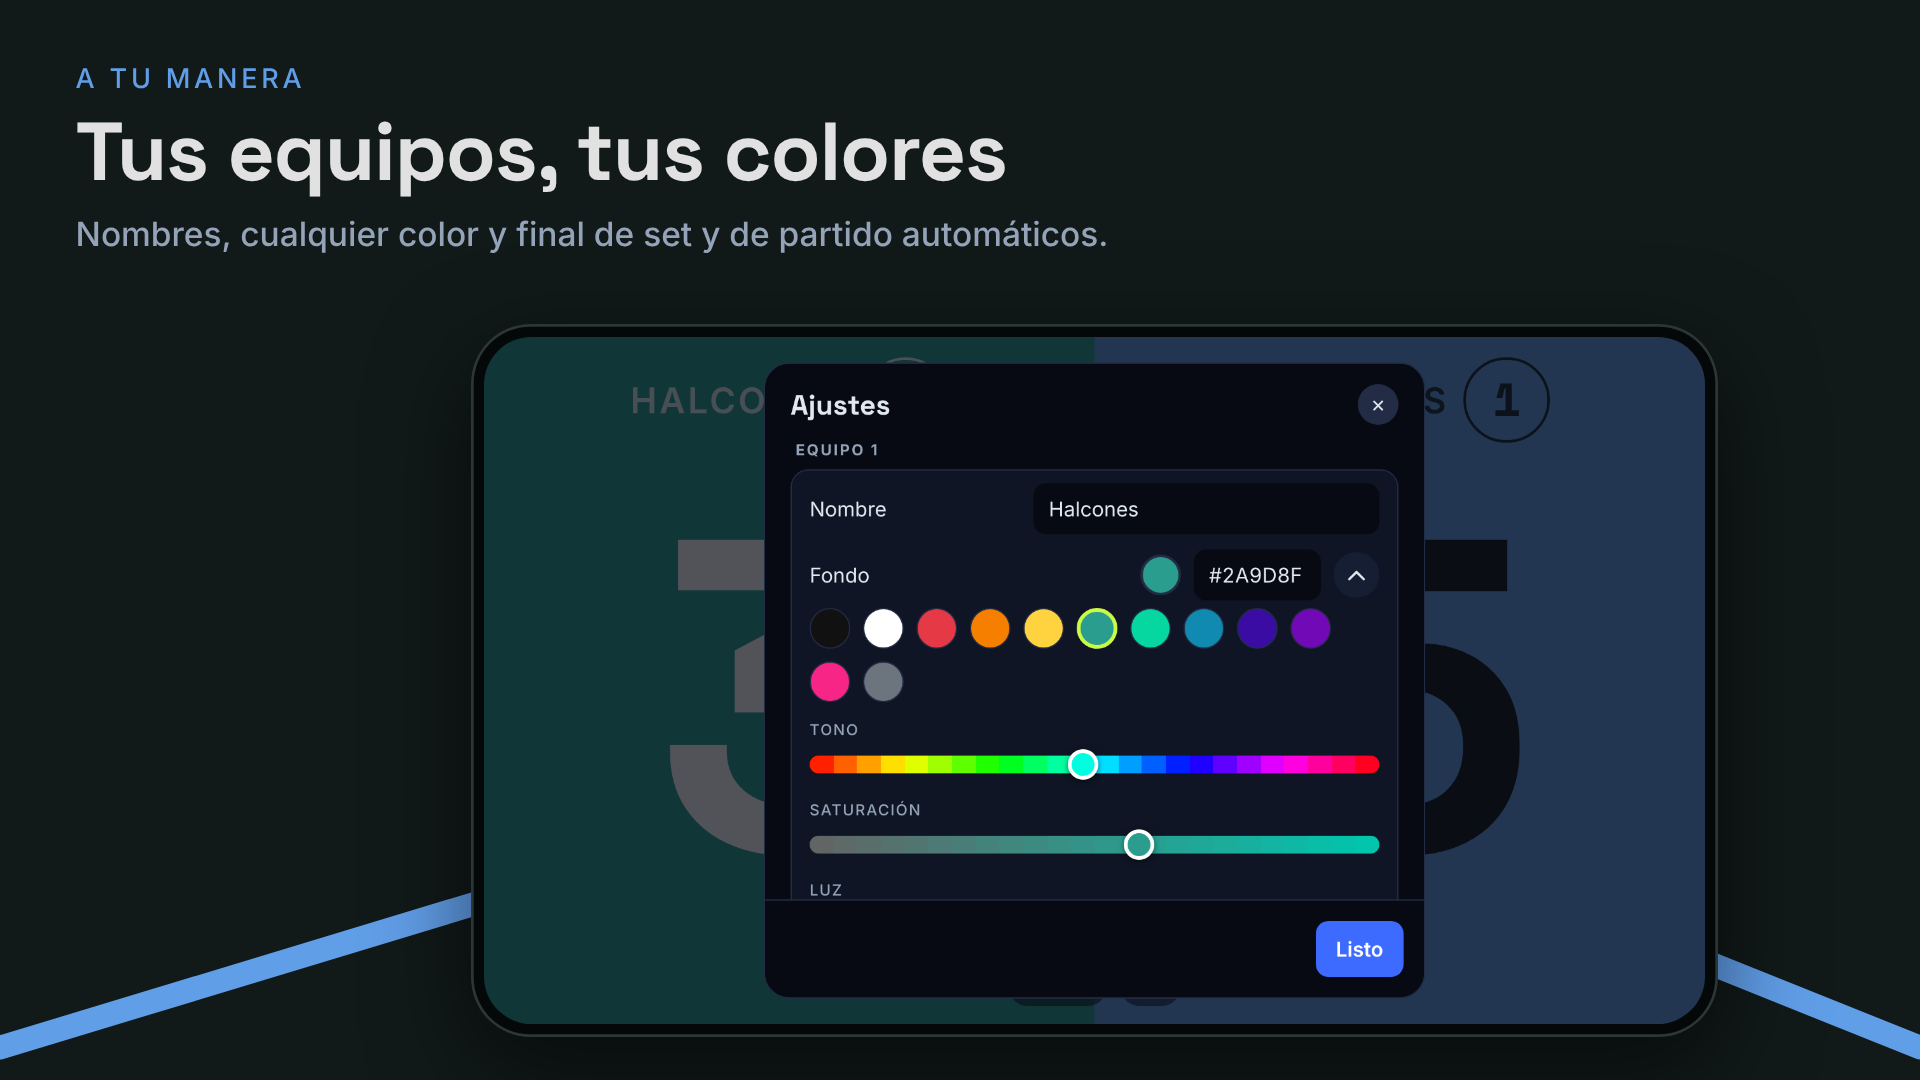 A TU MANERA
Tus equipos, tus colores
Nombres, cualquier color y final de set y de partido automáticos.
HALCO
S 1
Ajustes
EQUIPO 1
Nombre Halcones
Fondo #2A9D8F
TONO
SATURACIÓN
LUZ
Listo